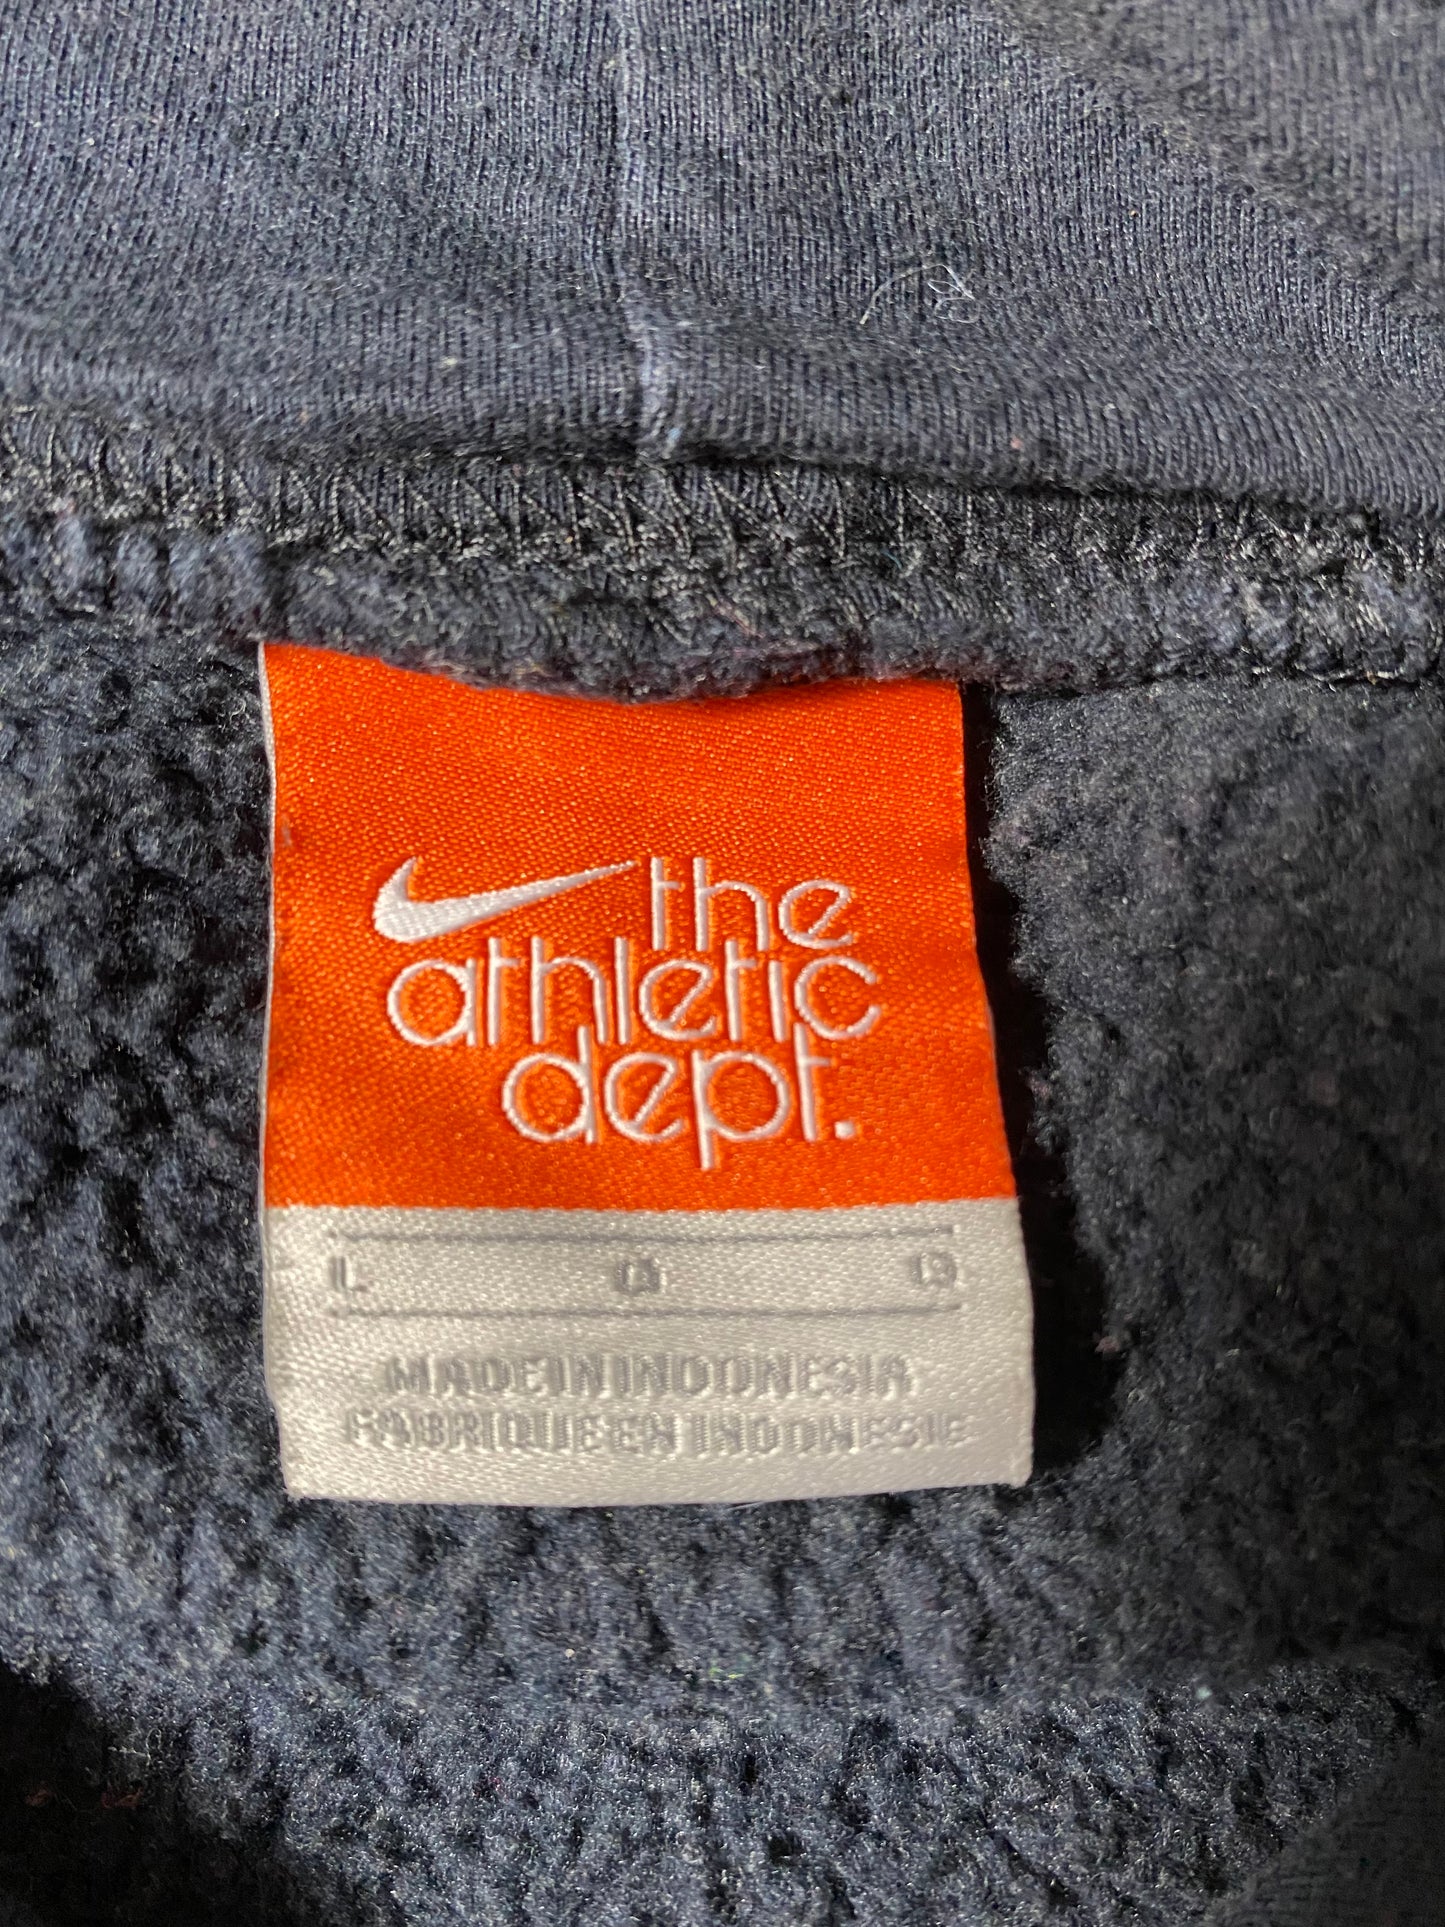 the
athletic
dept.
L G G
MADE IN INDONESIA
FABRIQUE EN INDONESIE